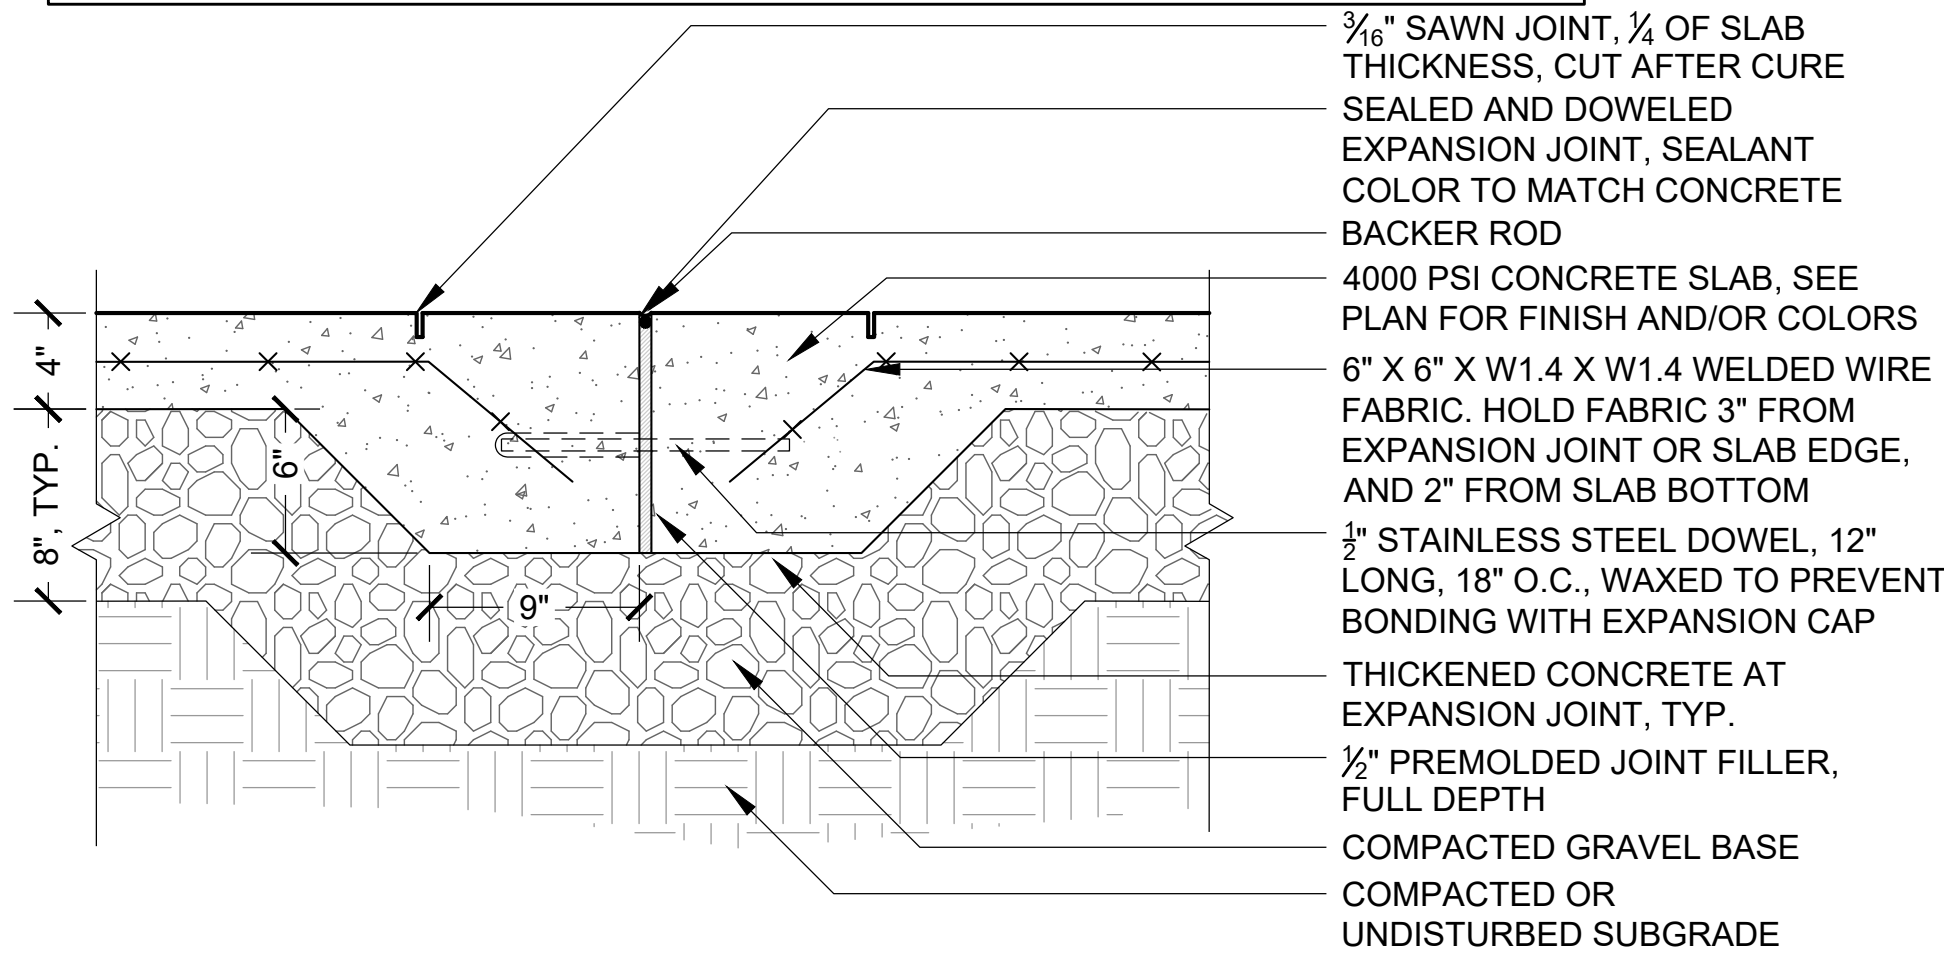 3/16" SAWN JOINT, 1/4 OF SLAB
THICKNESS, CUT AFTER CURE
SEALED AND DOWELED
EXPANSION JOINT, SEALANT
COLOR TO MATCH CONCRETE
BACKER ROD
4000 PSI CONCRETE SLAB, SEE
PLAN FOR FINISH AND/OR COLORS
6" X 6" X W1.4 X W1.4 WELDED WIRE
FABRIC. HOLD FABRIC 3" FROM
EXPANSION JOINT OR SLAB EDGE,
AND 2" FROM SLAB BOTTOM
1/2" STAINLESS STEEL DOWEL, 12"
LONG, 18" O.C., WAXED TO PREVENT
BONDING WITH EXPANSION CAP
THICKENED CONCRETE AT
EXPANSION JOINT, TYP.
1/2" PREMOLDED JOINT FILLER,
FULL DEPTH
COMPACTED GRAVEL BASE
COMPACTED OR
UNDISTURBED SUBGRADE
4"
8", TYP.
6"
9"